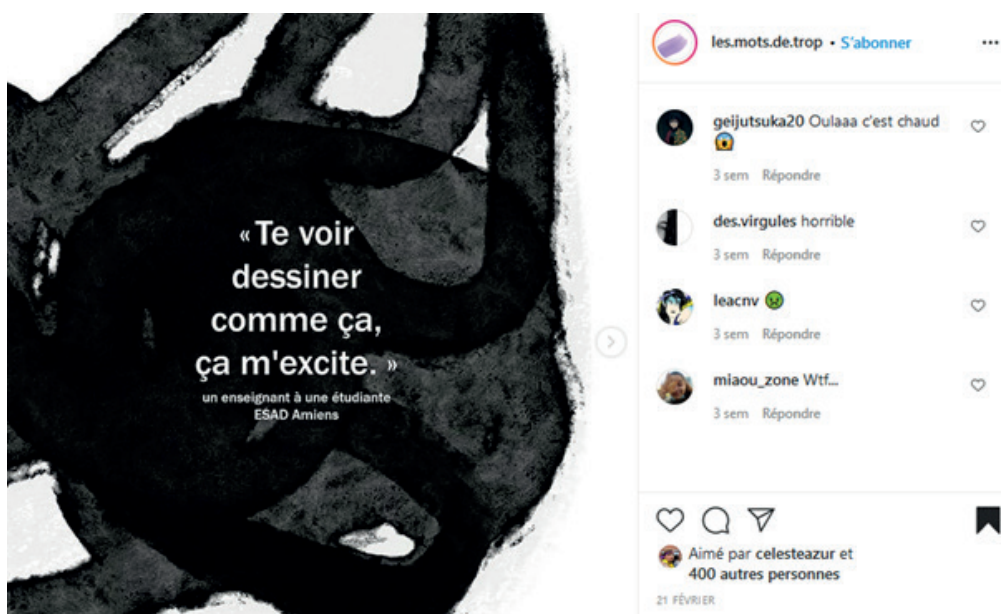 « Te voir
dessiner
comme ça,
ça m'excite. »
un enseignant à une étudiante
ESAD Amiens
les.mots.de.trop • S'abonner
geijutsuka20 Oulaaa c'est chaud
😱
3 sem Répondre
des.virgules horrible
3 sem Répondre
leacnv 🤢
3 sem Répondre
miaou_zone Wtf...
3 sem Répondre
Aimé par celesteazur et
400 autres personnes
21 FÉVRIER